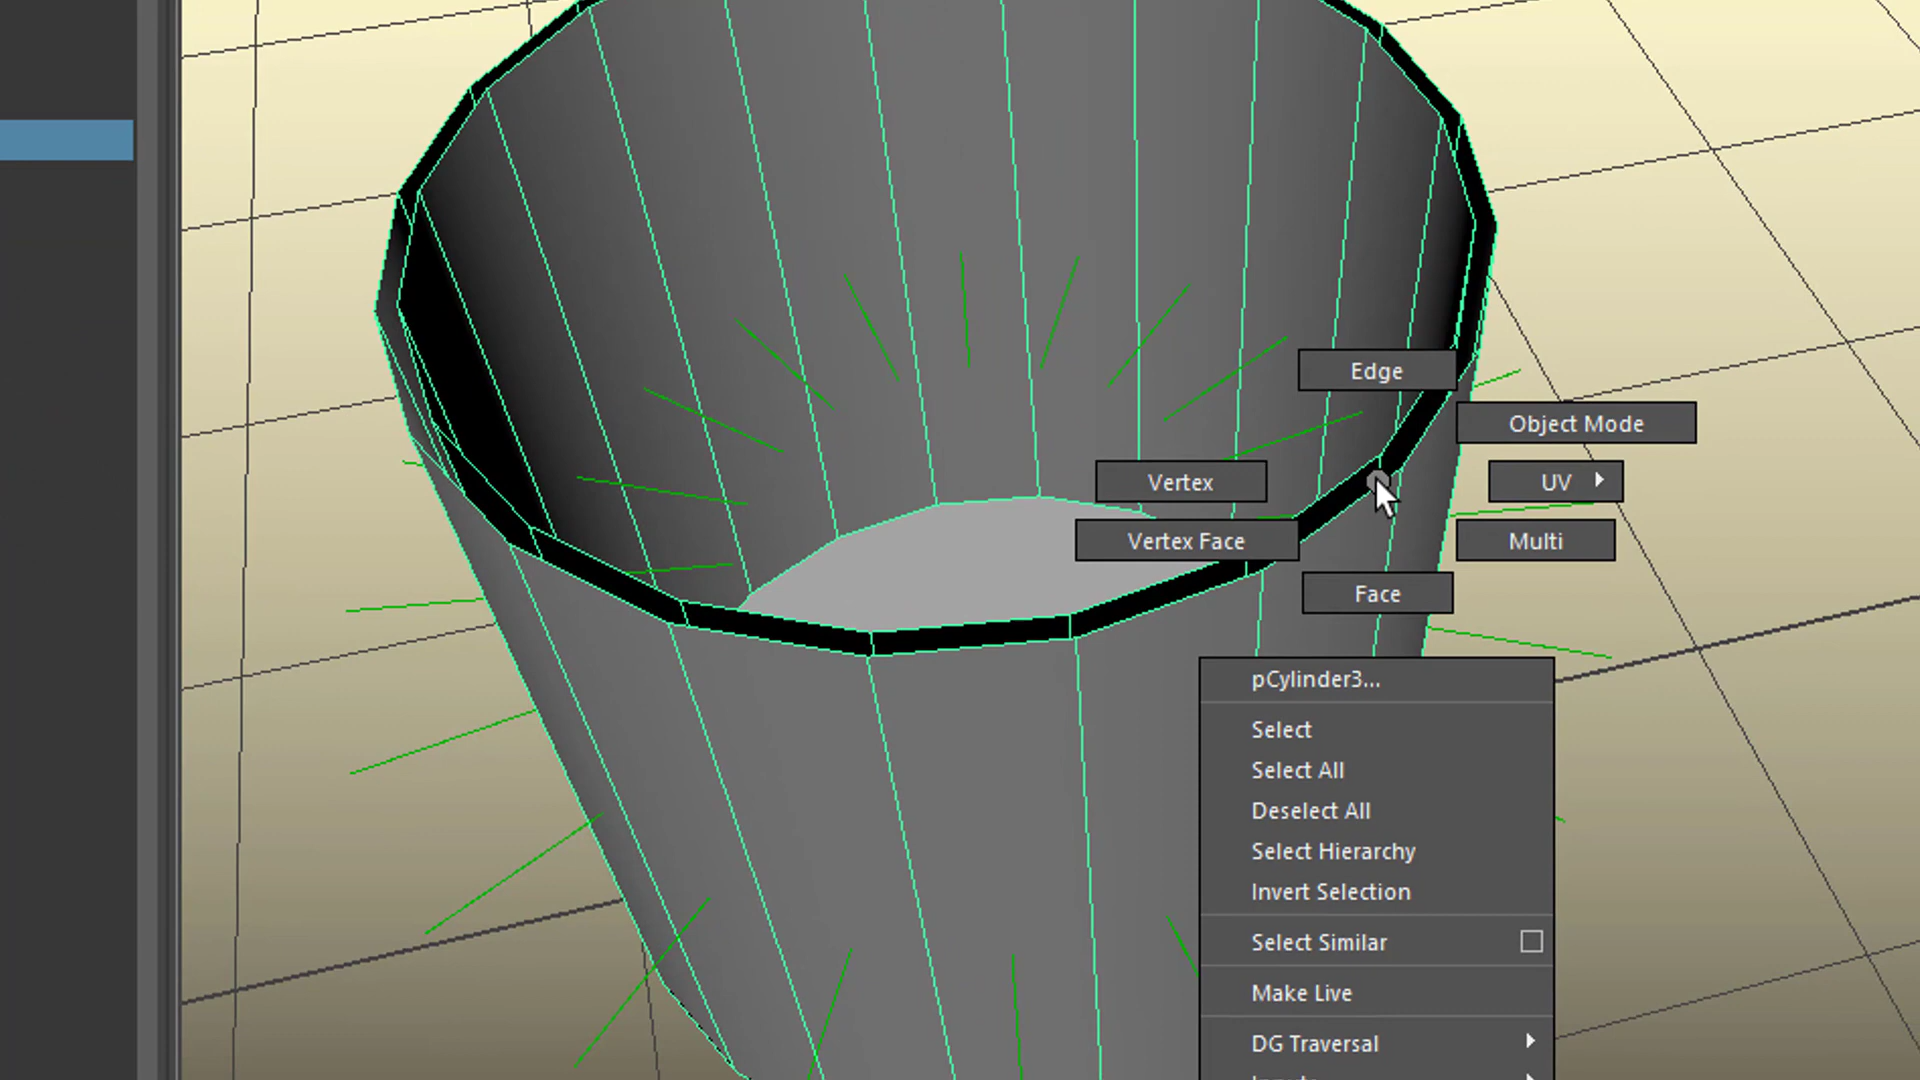 Edge
Object Mode
Vertex
UV
Vertex Face
Multi
Face
pCylinder3...
Select
Select All
Deselect All
Select Hierarchy
Invert Selection
Select Similar
Make Live
DG Traversal